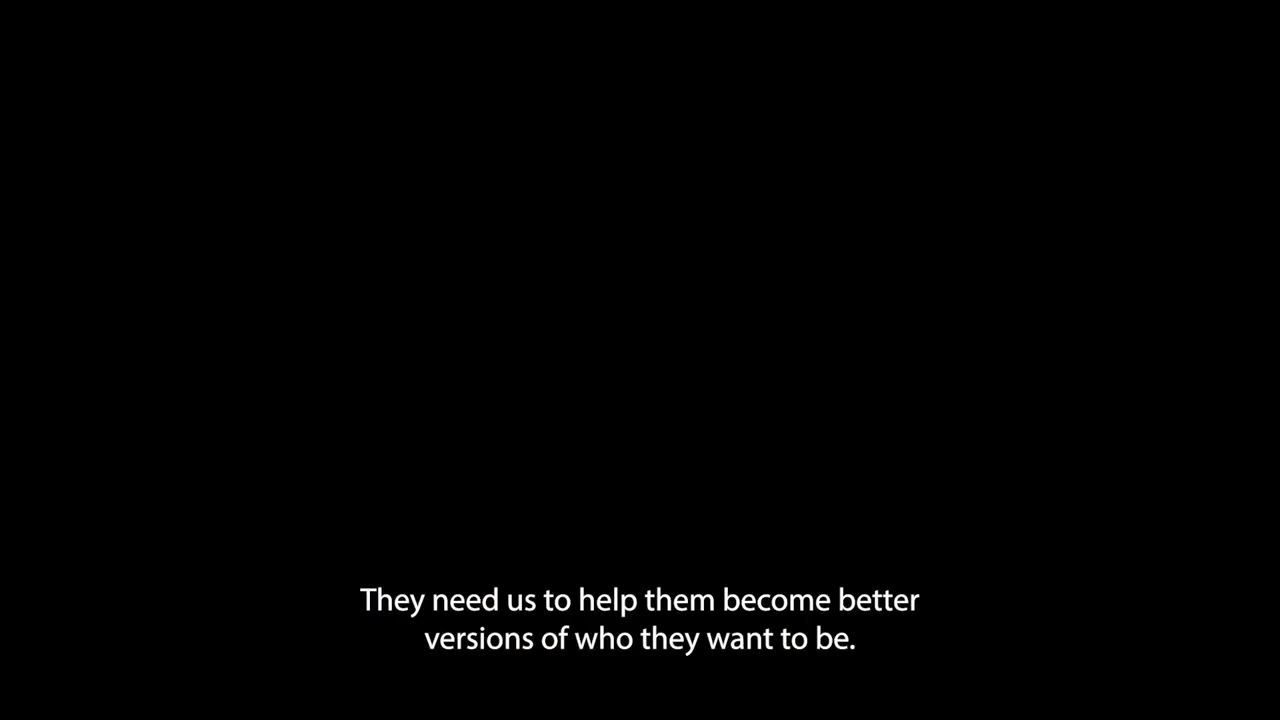 They need us to help them become better
versions of who they want to be.